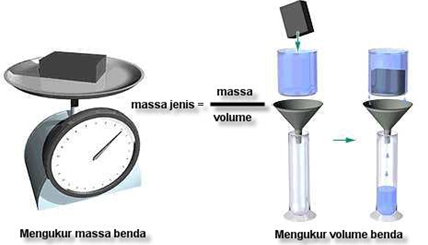 massa jenis = massa
volume
Mengukur massa benda
Mengukur volume benda